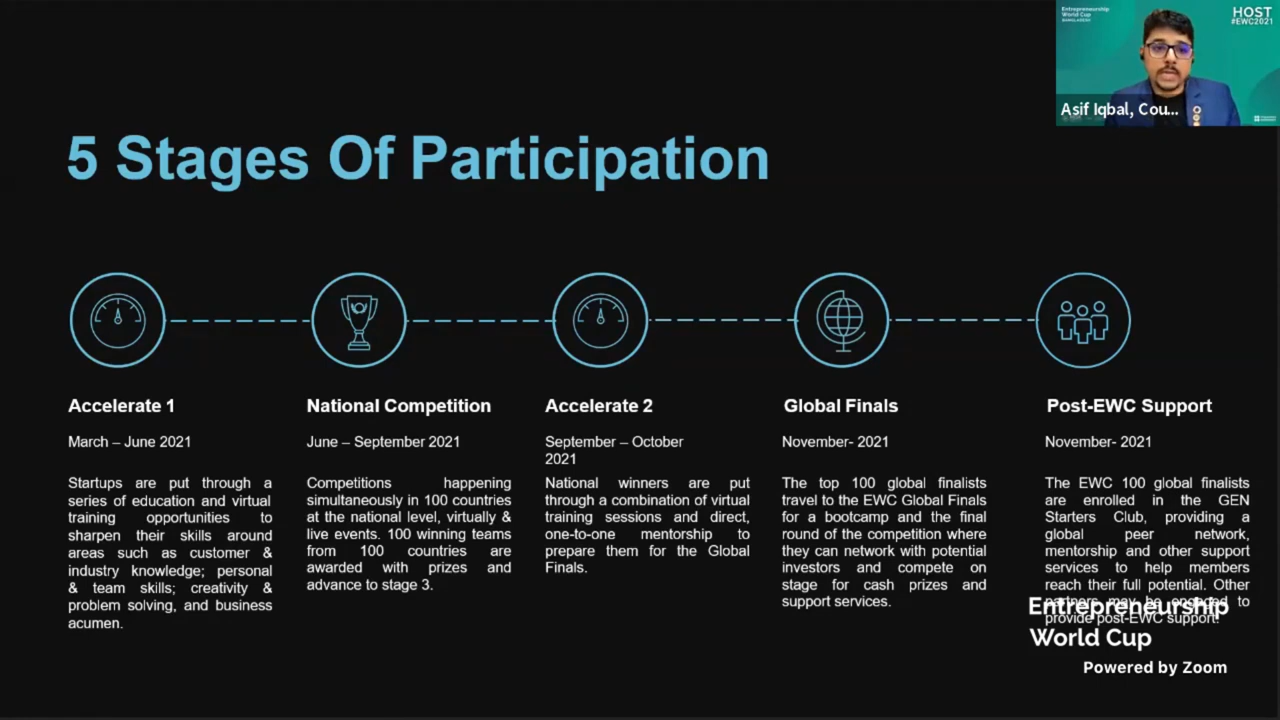 Entrepreneurship
World Cup
BANGLADESH
HOST
#EWC2021
Asif Iqbal, Cou...
5 Stages Of Participation
Accelerate 1
March – June 2021
Startups are put through a
series of education and virtual
training opportunities to
sharpen their skills around
areas such as customer &
industry knowledge; personal
& team skills; creativity &
problem solving, and business
acumen.
National Competition
June – September 2021
Competitions happening
simultaneously in 100 countries
at the national level, virtually &
live events. 100 winning teams
from 100 countries are
awarded with prizes and
advance to stage 3.
Accelerate 2
September – October
2021
National winners are put
through a combination of virtual
training sessions and direct,
one-to-one mentorship to
prepare them for the Global
Finals.
Global Finals
November- 2021
The top 100 global finalists
travel to the EWC Global Finals
for a bootcamp and the final
round of the competition where
they can network with potential
investors and compete on
stage for cash prizes and
support services.
Post-EWC Support
November- 2021
The EWC 100 global finalists
are enrolled in the GEN
Starters Club, providing a
global peer network,
mentorship and other support
services to help members
reach their full potential. Other
partners may be engaged to
provide post-EWC support.
Entrepreneurship
World Cup
Powered by Zoom